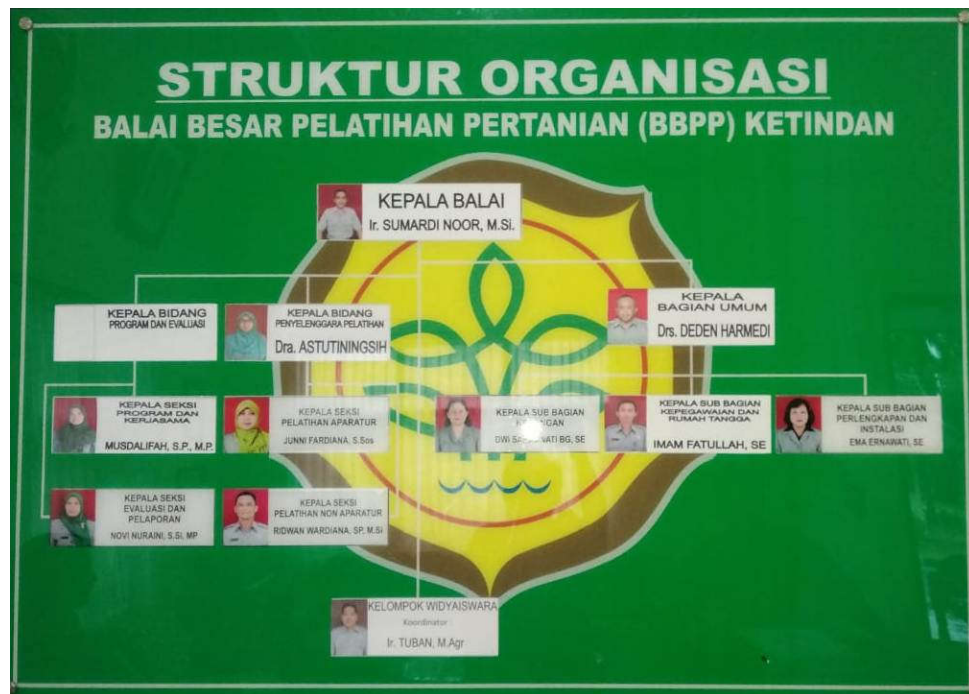 STRUKTUR ORGANISASI
BALAI BESAR PELATIHAN PERTANIAN (BBPP) KETINDAN
KEPALA BALAI
Ir. SUMARDI NOOR, M.Si.
KEPALA BIDANG
PROGRAM DAN EVALUASI
KEPALA BIDANG
PENYELENGGARA PELATIHAN
Dra. ASTUTININGSIH
KEPALA
BAGIAN UMUM
Drs. DEDEN HARMEDI
KEPALA SEKSI
PROGRAM DAN
KERJASAMA
MUSDALIFAH, S.P., M.P.
KEPALA SEKSI
PELATIHAN APARATUR
JUNNI FARDIANA, S.Sos
KEPALA SUB BAGIAN
DWI BG, SE
KEPALA SUB BAGIAN
KEPEGAWAIAN DAN
RUMAH TANGGA
IMAM FATULLAH, SE
KEPALA SUB BAGIAN
PERLENGKAPAN DAN
INSTALASI
EMA ERNAWATI, SE
KEPALA SEKSI
EVALUASI DAN
PELAPORAN
NOVI NURAINI, S.Si, MP
KEPALA SEKSI
PELATIHAN NON APARATUR
RIDWAN WARDIANA, SP, M.Si
KELOMPOK WIDYAISWARA
Koordinator :
Ir. TUBAN, M.Agr